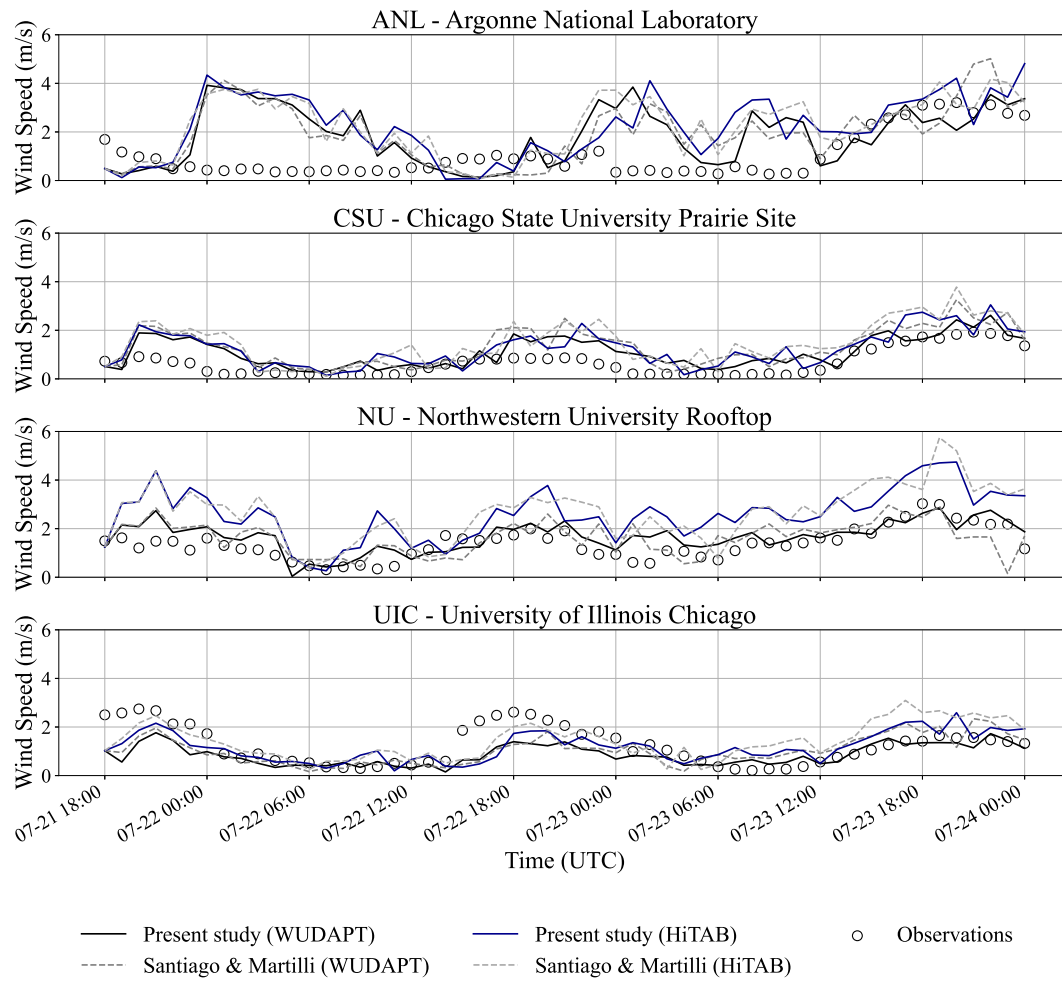 ANL - Argonne National Laboratory
Wind Speed (m/s)
6
4
2
0
CSU - Chicago State University Prairie Site
Wind Speed (m/s)
6
4
2
0
NU - Northwestern University Rooftop
Wind Speed (m/s)
6
4
2
0
UIC - University of Illinois Chicago
Wind Speed (m/s)
6
4
2
0
07-21 18:00
07-22 00:00
07-22 06:00
07-22 12:00
07-22 18:00
07-23 00:00
07-23 06:00
07-23 12:00
07-23 18:00
07-24 00:00
Time (UTC)
Present study (WUDAPT)
Present study (HiTAB)
Observations
Santiago & Martilli (WUDAPT)
Santiago & Martilli (HiTAB)